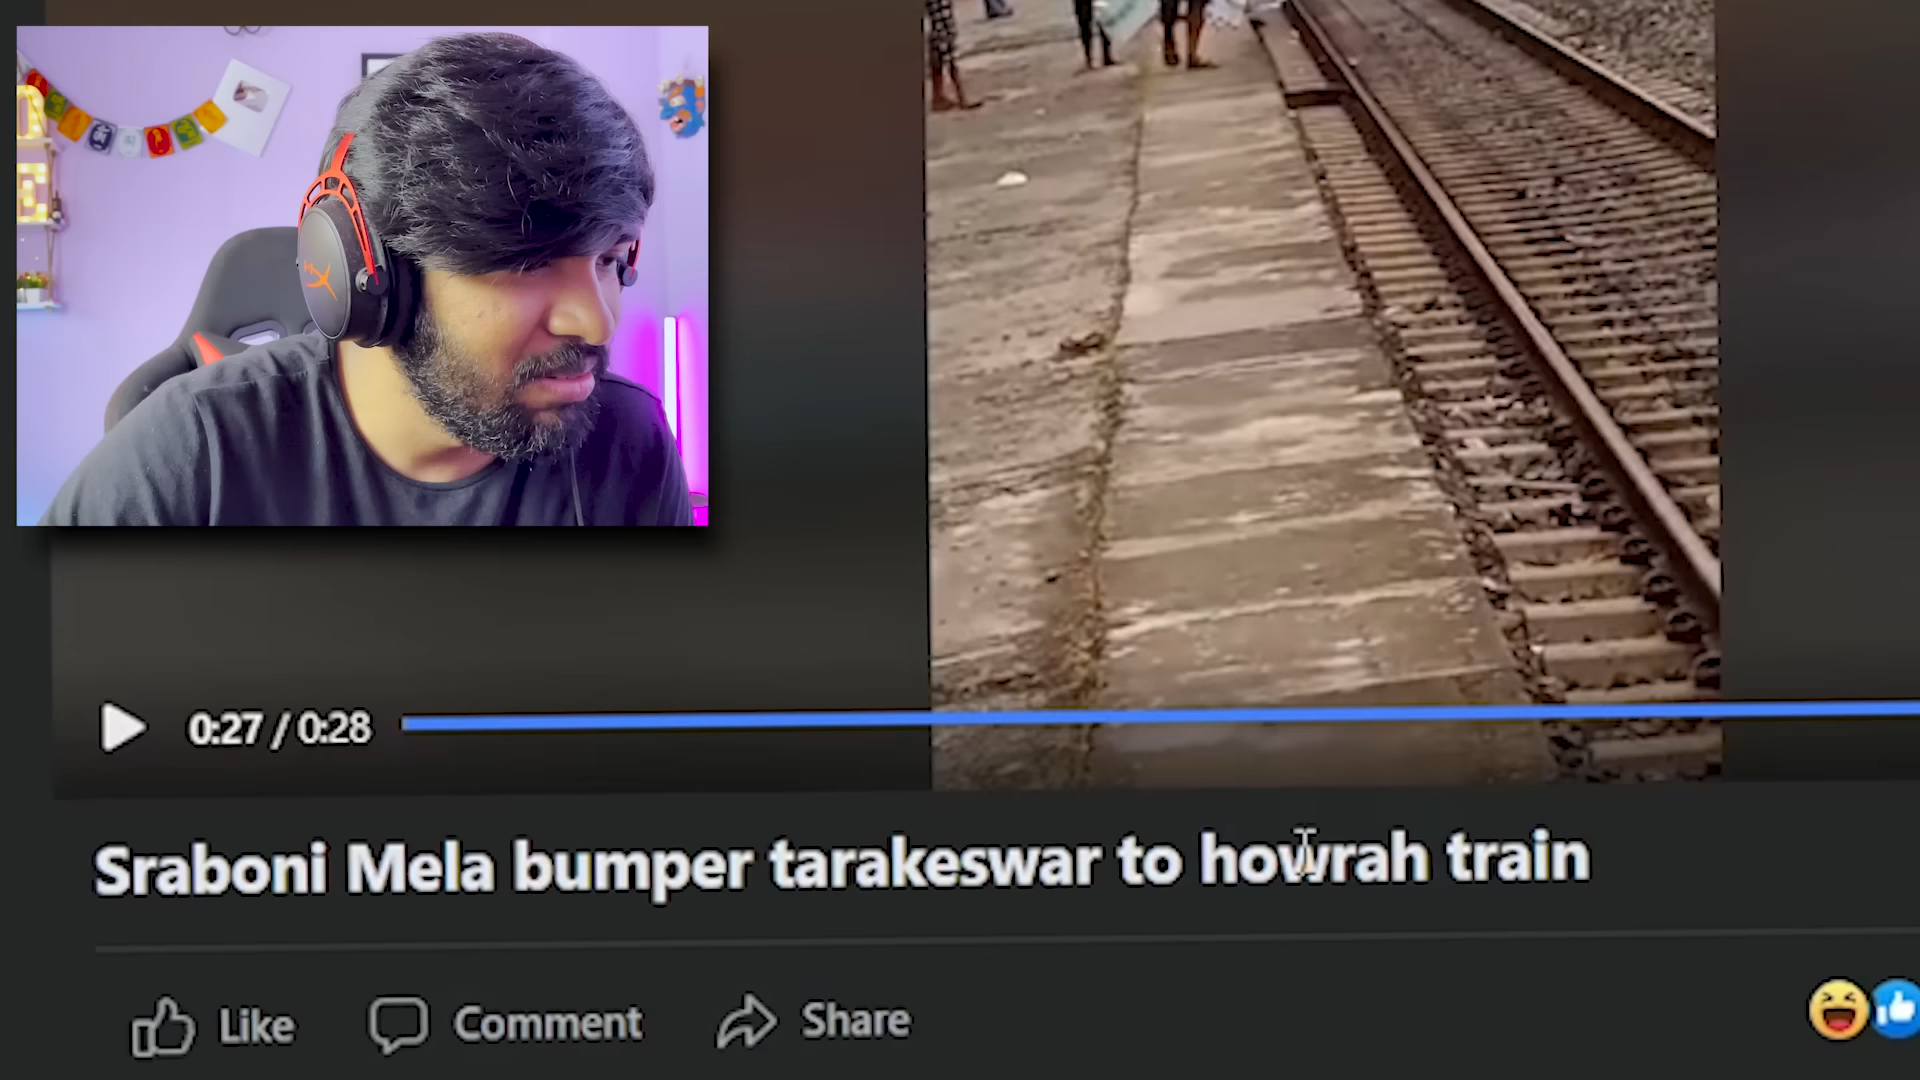 0:27 / 0:28
Sraboni Mela bumper tarakeswar to howrah train
Like Comment Share